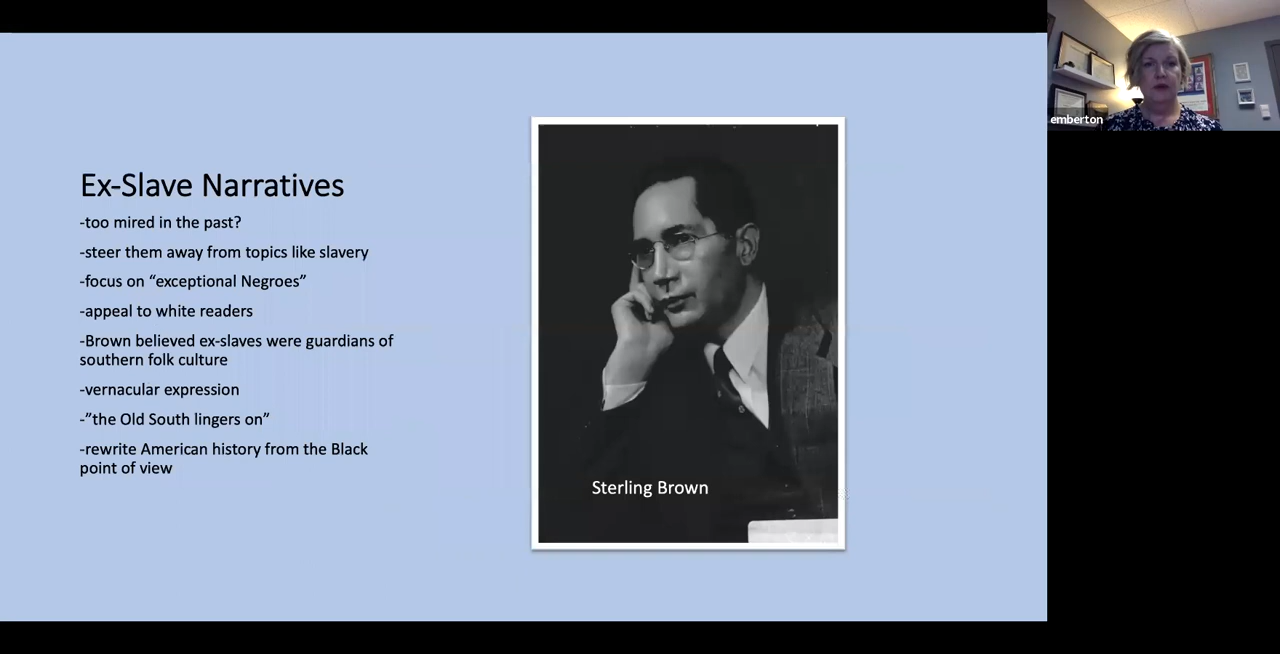 Ex-Slave Narratives
-too mired in the past?
-steer them away from topics like slavery
-focus on “exceptional Negroes”
-appeal to white readers
-Brown believed ex-slaves were guardians of
southern folk culture
-vernacular expression
-”the Old South lingers on”
-rewrite American history from the Black
point of view
Sterling Brown
emberton